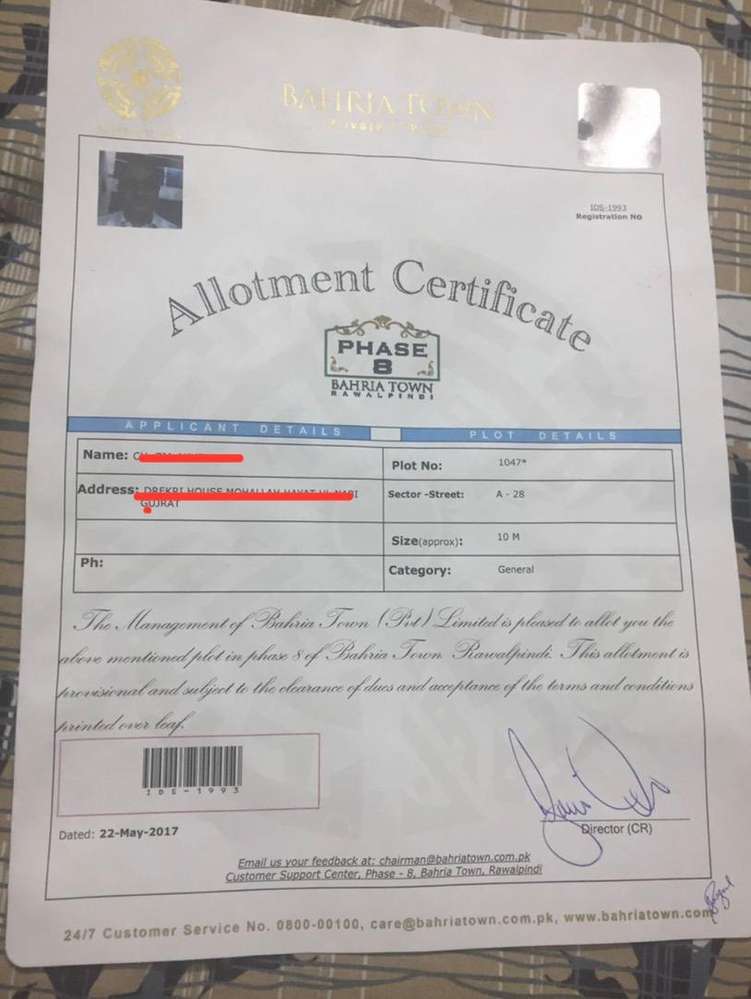 BAHRIA TOWN
IDE-1993
Registration No
Allotment Certificate
PHASE
8
BAHRIA TOWN
RAWALPINDI
APPLICANT DETAILS
PLOT DETAILS
Name:
Plot No: 1047*
Address:
GUJRAT
Sector -Street: A - 28
Size(approx): 10 M
Ph:
Category: General
The Management of Bahria Town (Pvt) Limited is pleased to allot you the
above mentioned plot in phase 8 of Bahria Town Rawalpindi. This allotment is
provisional and subject to the clearance of dues and acceptance of the terms and conditions
printed over leaf.
IDE-1993
Dated: 22-May-2017
Director (CR)
Email us your feedback at: chairman@bahriatown.com.pk
Customer Support Center, Phase - 8, Bahria Town, Rawalpindi
24/7 Customer Service No. 0800-00100, care@bahriatown.com.pk, www.bahriatown.com